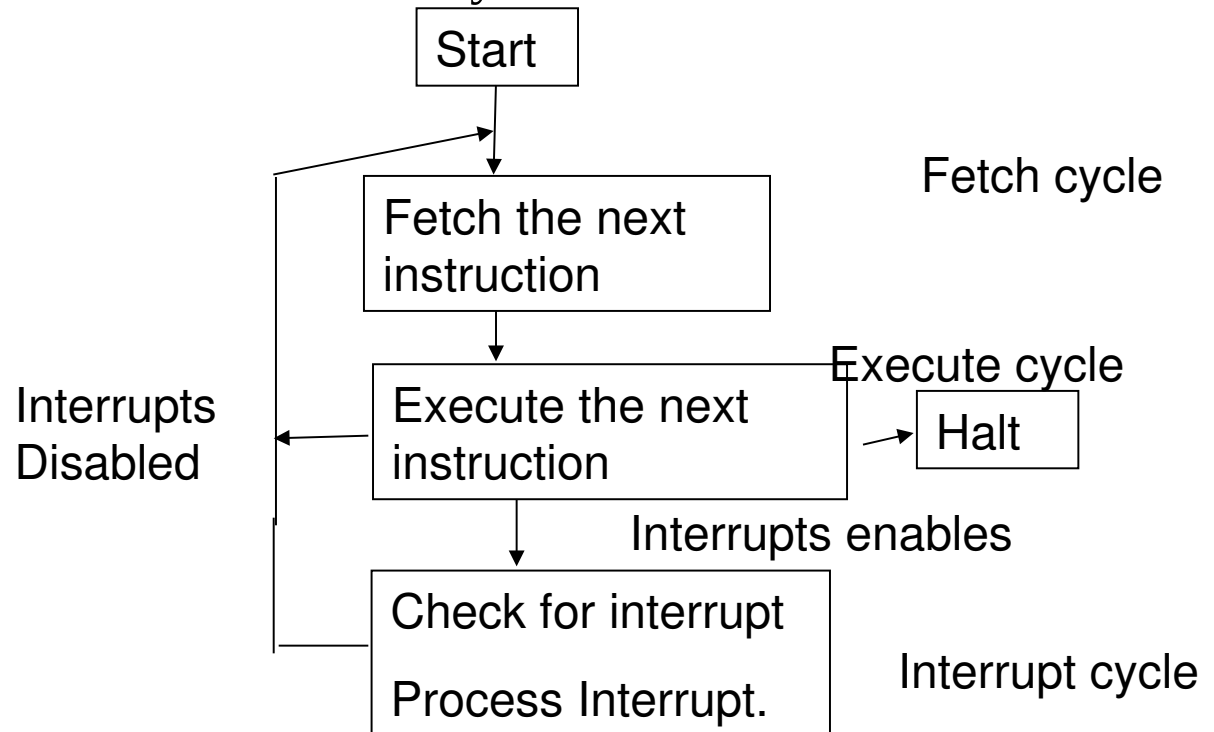 Start
Fetch cycle
Fetch the next
instruction
Execute cycle
Interrupts
Disabled
Execute the next
instruction
Halt
Interrupts enables
Check for interrupt
Interrupt cycle
Process Interrupt.